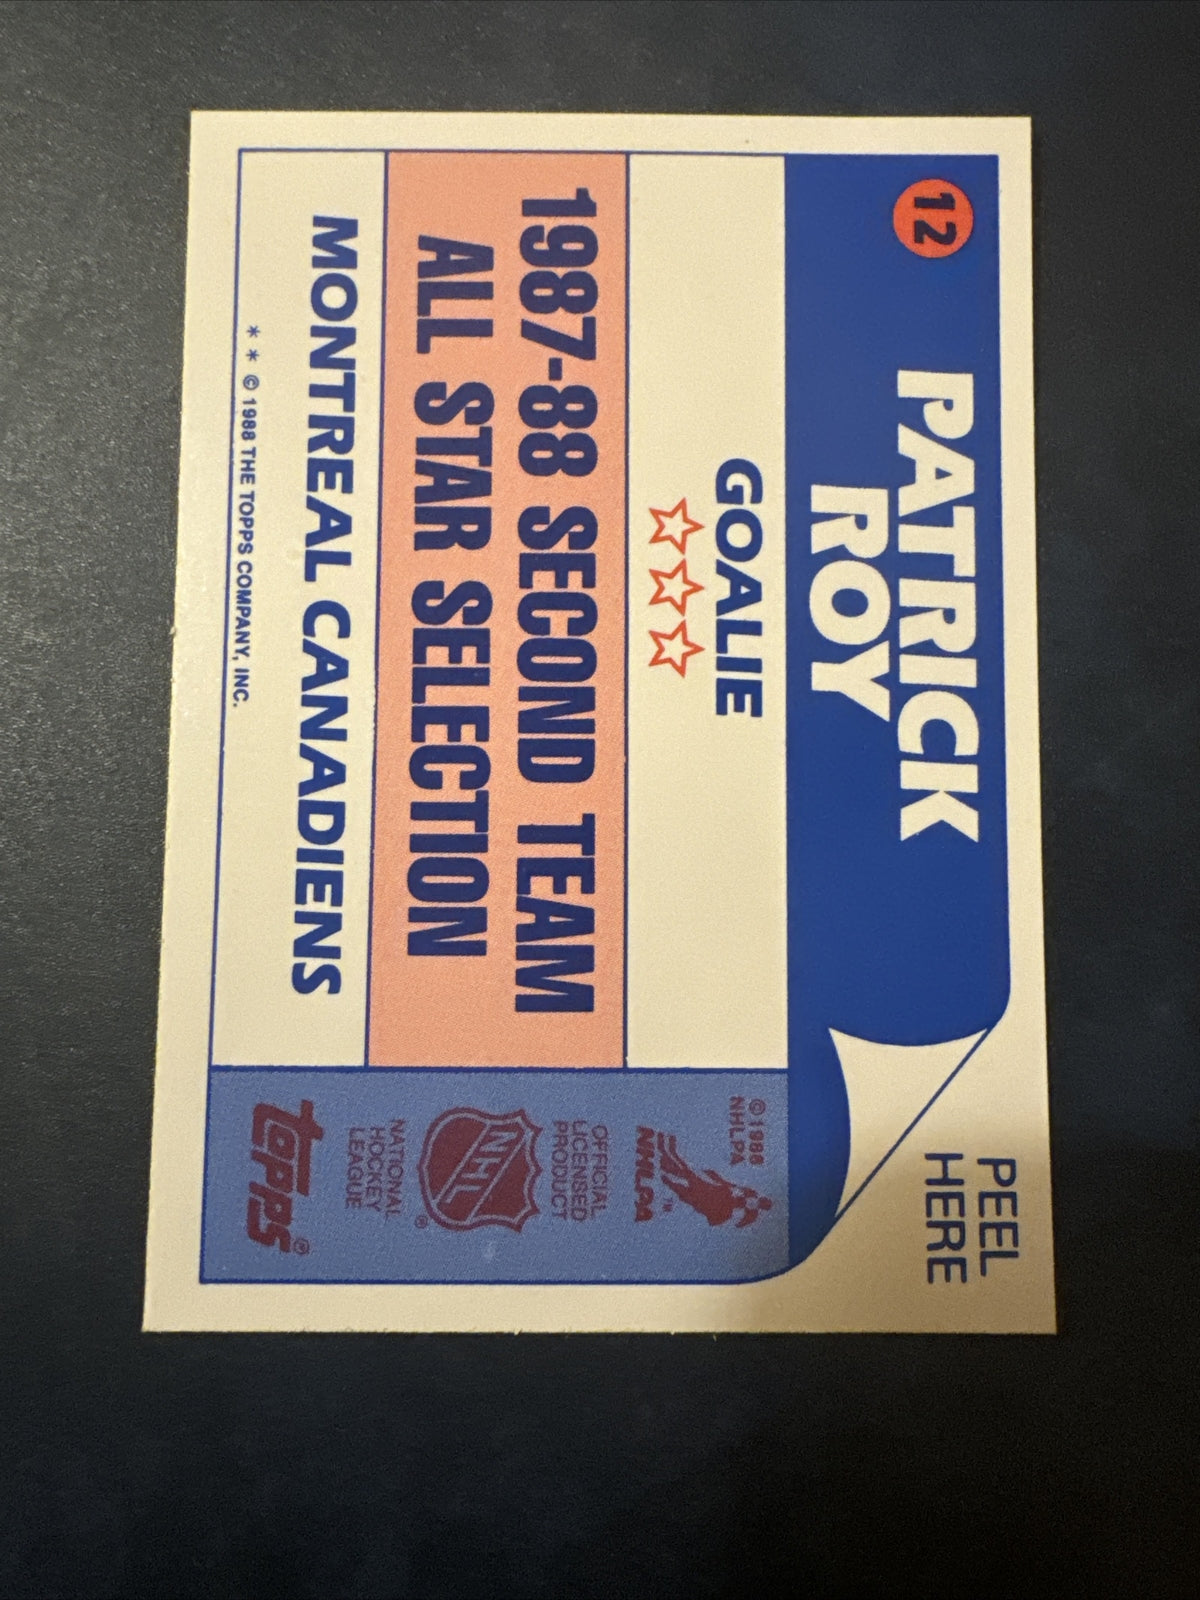 12
PATRICK
ROY
PEEL
HERE
GOALIE
1987-88 SECOND TEAM
ALL STAR SELECTION
MONTREAL CANADIENS
* * © 1988 THE TOPPS COMPANY, INC.
© 1988
NHLPA
NHLPA™
OFFICIAL
LICENSED
PRODUCT
NHL®
NATIONAL
HOCKEY
LEAGUE
topps®